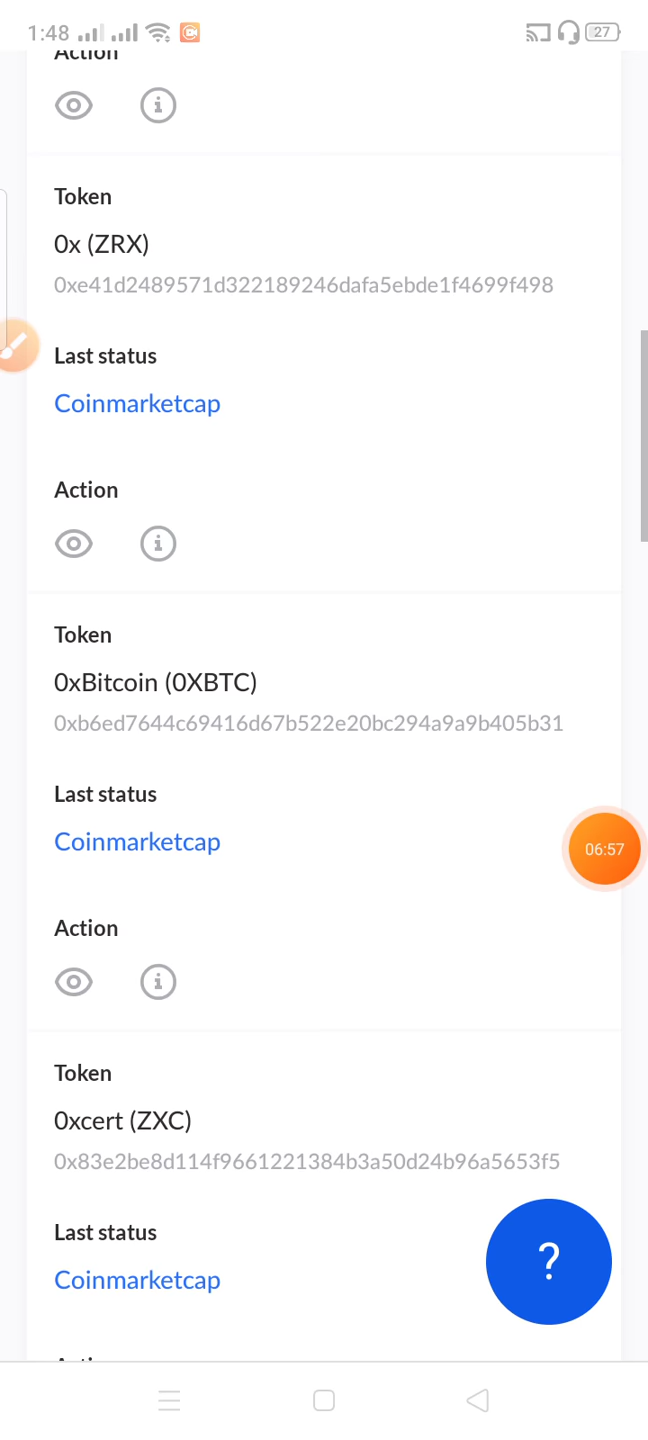 1:48
27
Action
Token
0x (ZRX)
0xe41d2489571d322189246dafa5ebde1f4699f498
Last status
Coinmarketcap
Action
Token
0xBitcoin (0XBTC)
0xb6ed7644c69416d67b522e20bc294a9a9b405b31
Last status
Coinmarketcap
06:57
Action
Token
0xcert (ZXC)
0x83e2be8d114f9661221384b3a50d24b96a5653f5
Last status
?
Coinmarketcap